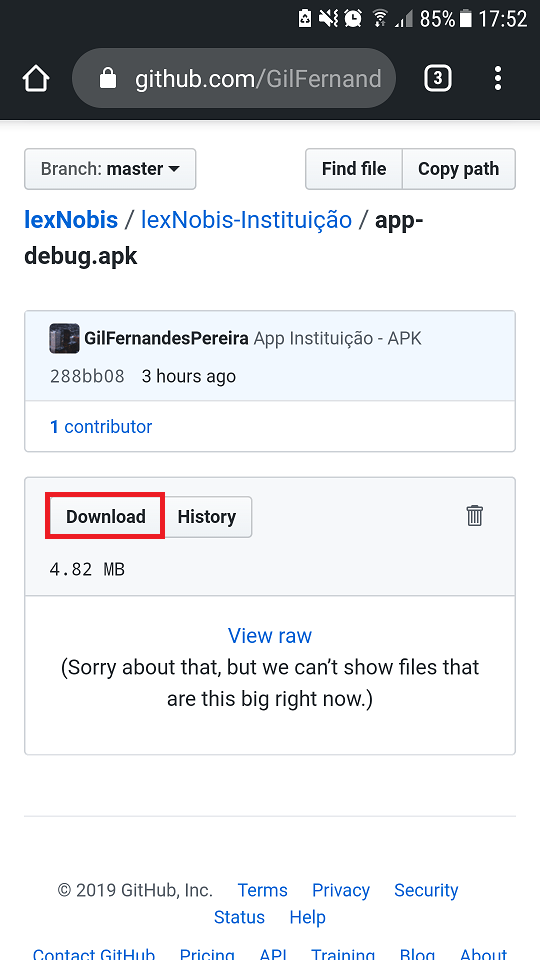 85% 17:52
github.com/GilFernand
3
Branch: master
Find file
Copy path
lexNobis / lexNobis-Instituição / app-
debug.apk
GilFernandesPereira App Instituição - APK
288bb08 3 hours ago
1 contributor
Download
History
4.82 MB
View raw
(Sorry about that, but we can’t show files that
are this big right now.)
© 2019 GitHub, Inc. Terms Privacy Security
Status Help
Contact GitHub Pricing API Training Blog About